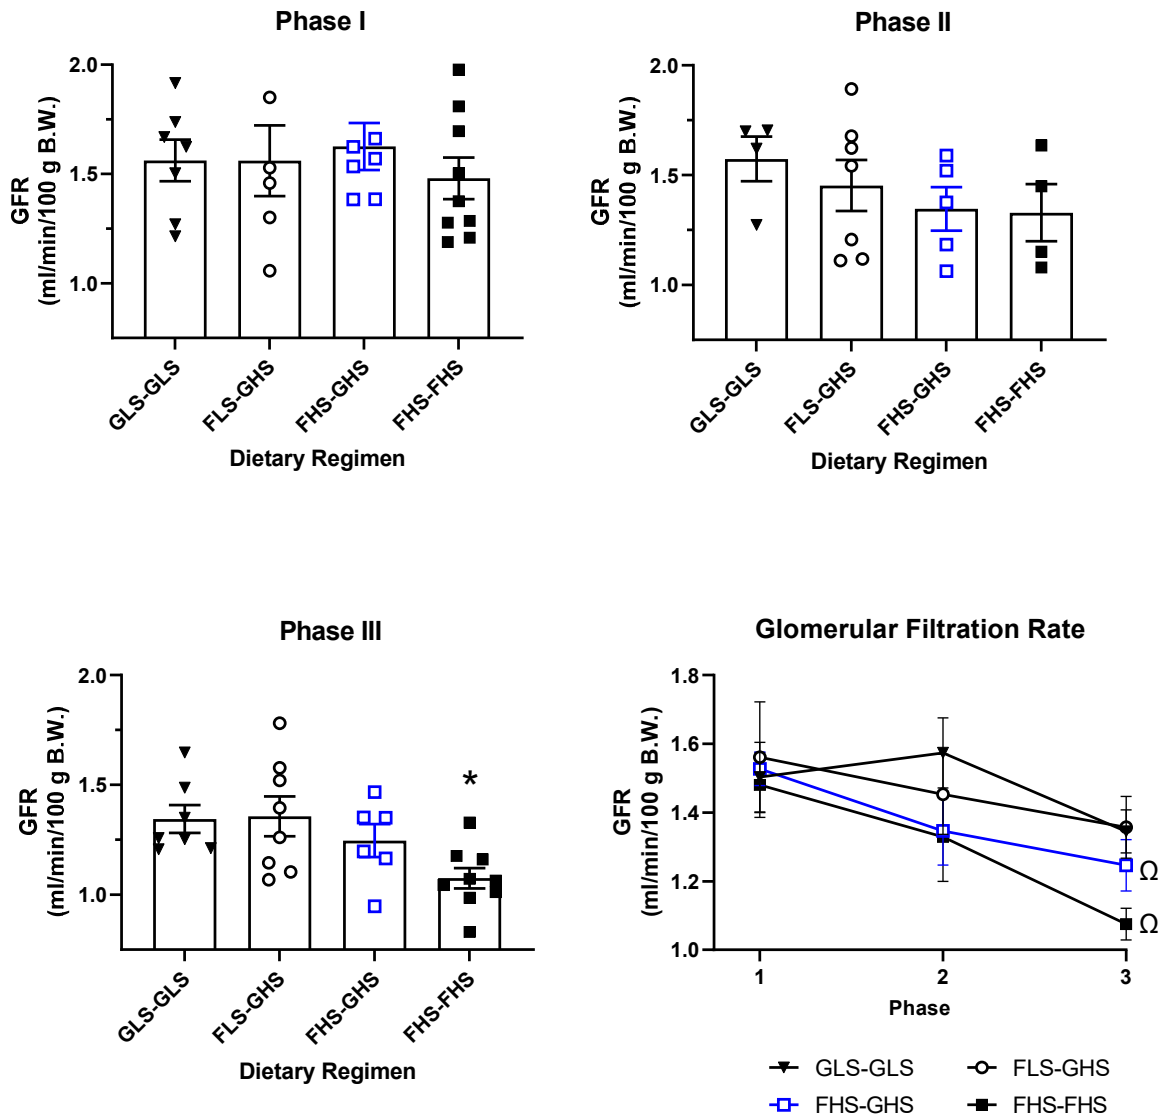 Phase I
GFR
(ml/min/100 g B.W.)
2.0
1.5
1.0
GLS-GLS
FLS-GHS
FHS-GHS
FHS-FHS
Dietary Regimen
Phase II
GFR
(ml/min/100 g B.W.)
2.0
1.5
1.0
GLS-GLS
FLS-GHS
FHS-GHS
FHS-FHS
Dietary Regimen
Phase III
GFR
(ml/min/100 g B.W.)
2.0
1.5
1.0
*
GLS-GLS
FLS-GHS
FHS-GHS
FHS-FHS
Dietary Regimen
Glomerular Filtration Rate
GFR
(ml/min/100 g B.W.)
1.8
1.6
1.4
1.2
1.0
Ω
Ω
1 2 3
Phase
GLS-GLS FLS-GHS
FHS-GHS FHS-FHS